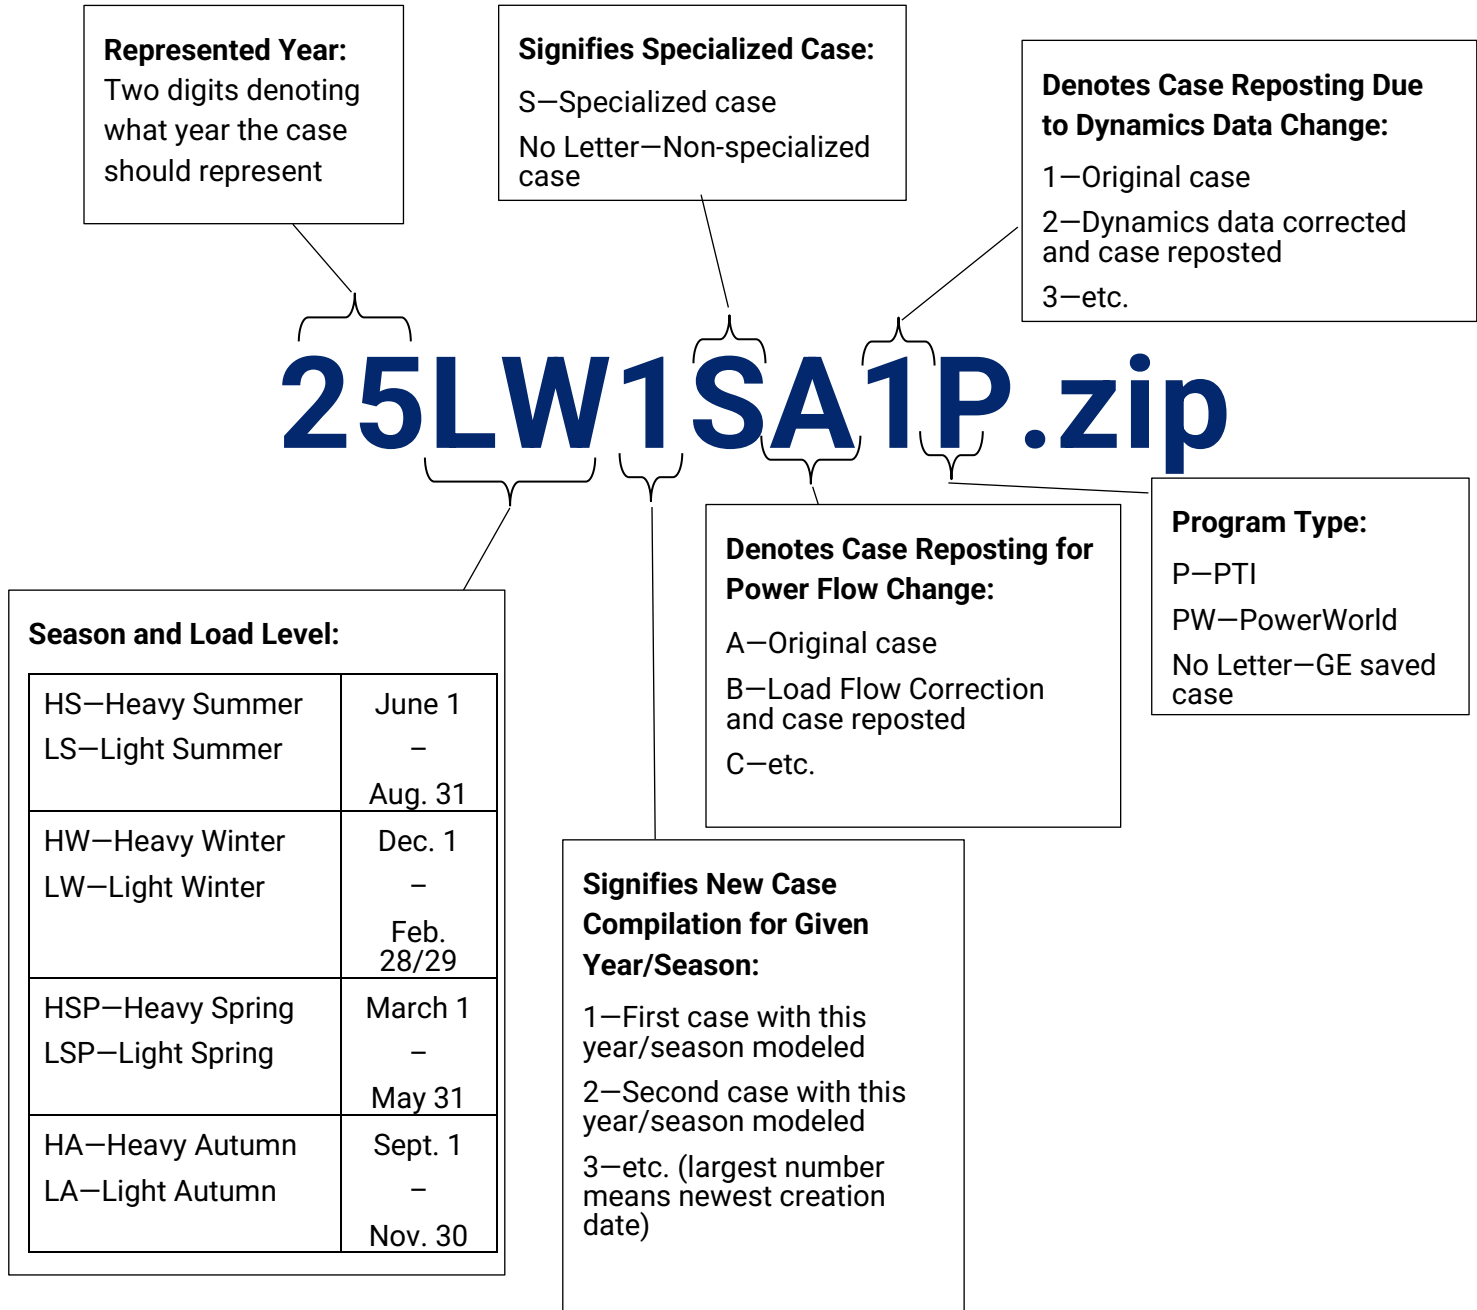 Represented Year:
Two digits denoting
what year the case
should represent
Signifies Specialized Case:
S—Specialized case
No Letter—Non-specialized
case
Denotes Case Reposting Due
to Dynamics Data Change:
1—Original case
2—Dynamics data corrected
and case reposted
3—etc.
25LW1SA1P.zip
Season and Load Level:
HS—Heavy Summer
LS—Light Summer
June 1
–
Aug. 31
HW—Heavy Winter
LW—Light Winter
Dec. 1
–
Feb.
28/29
HSP—Heavy Spring
LSP—Light Spring
March 1
–
May 31
HA—Heavy Autumn
LA—Light Autumn
Sept. 1
–
Nov. 30
Signifies New Case
Compilation for Given
Year/Season:
1—First case with this
year/season modeled
2—Second case with this
year/season modeled
3—etc. (largest number
means newest creation
date)
Denotes Case Reposting for
Power Flow Change:
A—Original case
B—Load Flow Correction
and case reposted
C—etc.
Program Type:
P—PTI
PW—PowerWorld
No Letter—GE saved
case